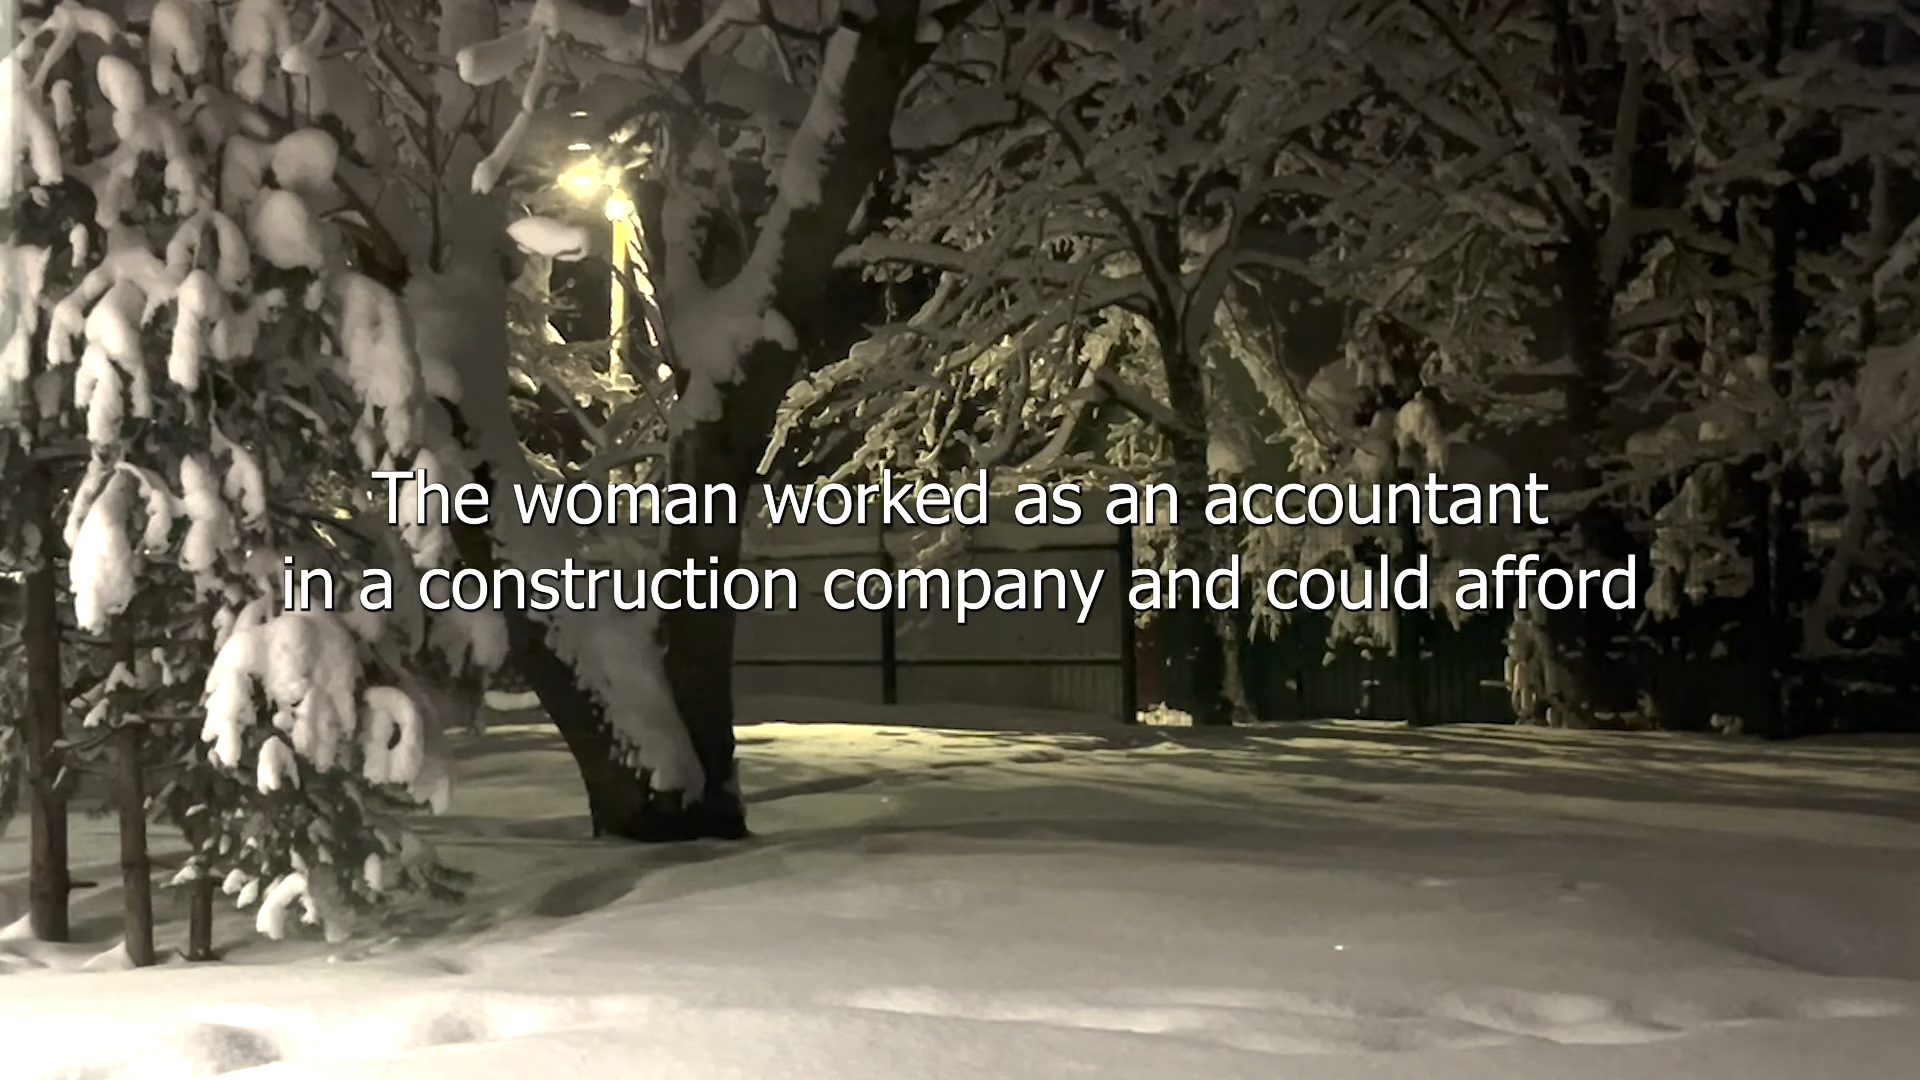 The woman worked as an accountant
in a construction company and could afford